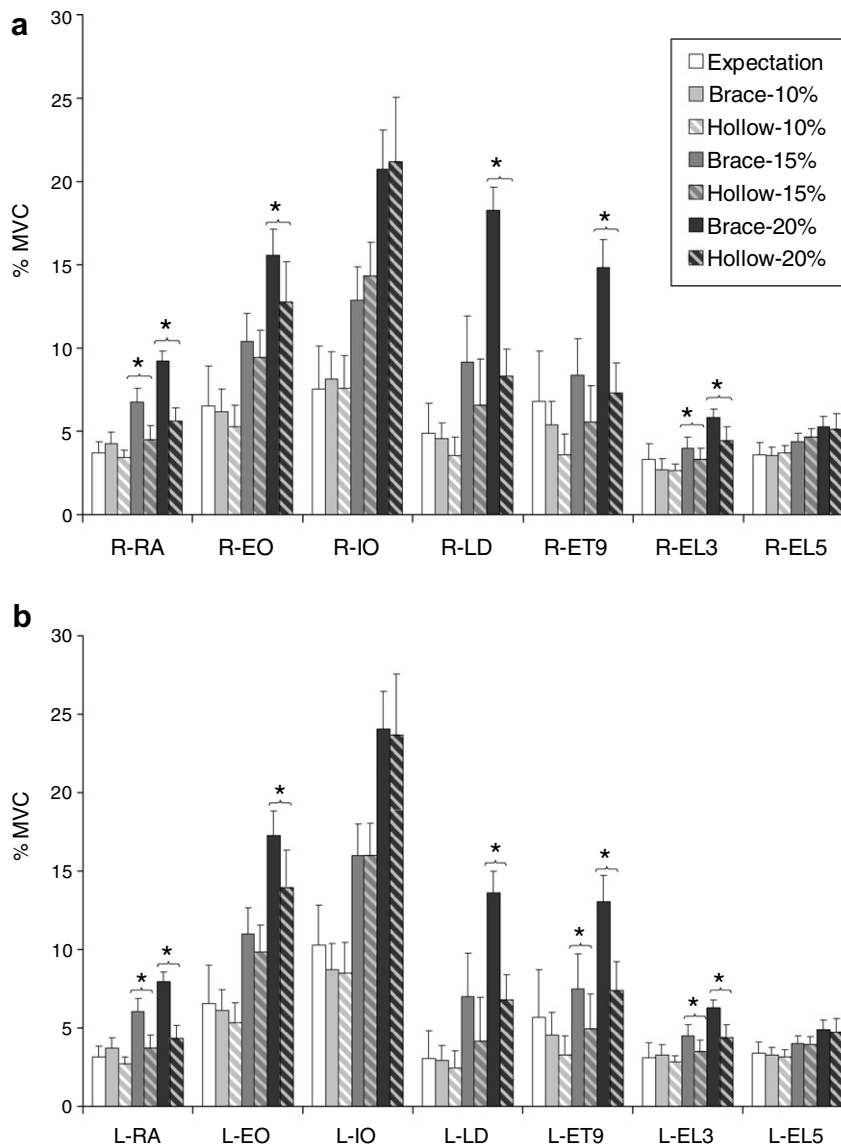 a
30
25
20
15
10
5
0
% MVC
Expectation
Brace-10%
Hollow-10%
Brace-15%
Hollow-15%
Brace-20%
Hollow-20%
* * * * * * *
R-RA R-EO R-IO R-LD R-ET9 R-EL3 R-EL5
b
30
25
20
15
10
5
0
% MVC
* * * * * * * *
L-RA L-EO L-IO L-LD L-ET9 L-EL3 L-EL5